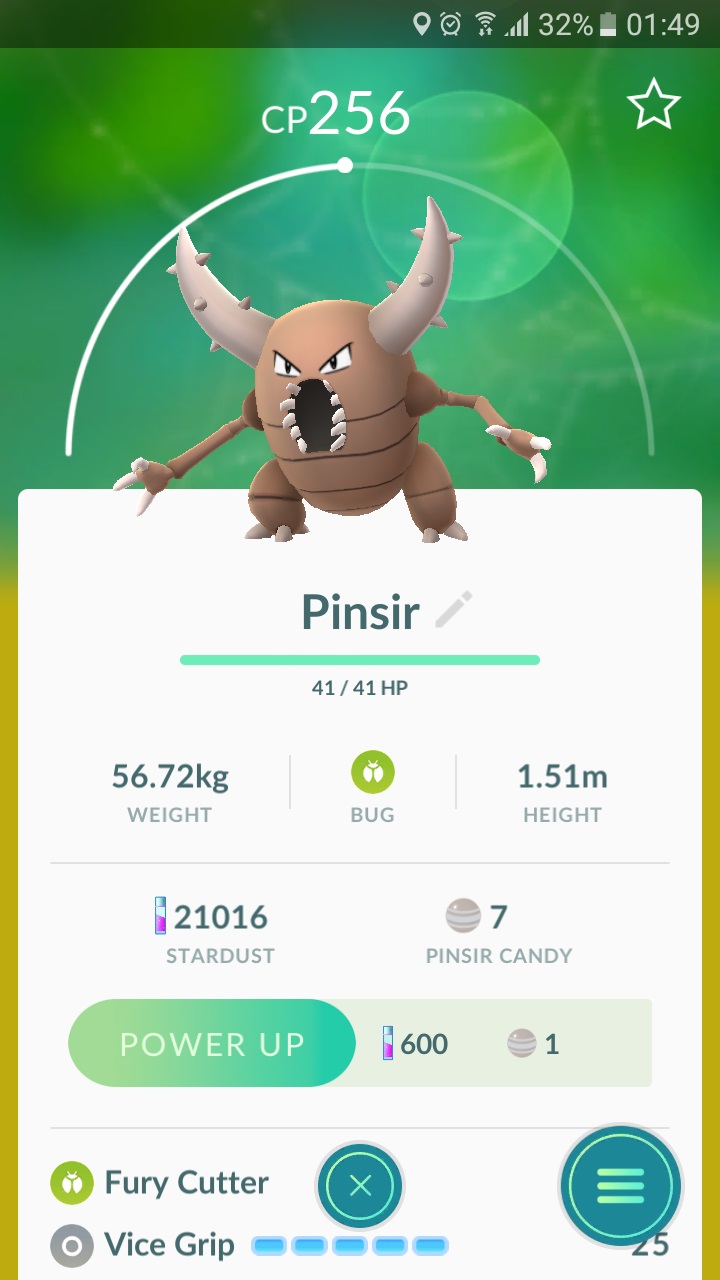 32% 01:49
CP256
Pinsir
41 / 41 HP
56.72kg
WEIGHT
BUG
1.51m
HEIGHT
21016
STARDUST
7
PINSIR CANDY
POWER UP 600 1
Fury Cutter
Vice Grip 25